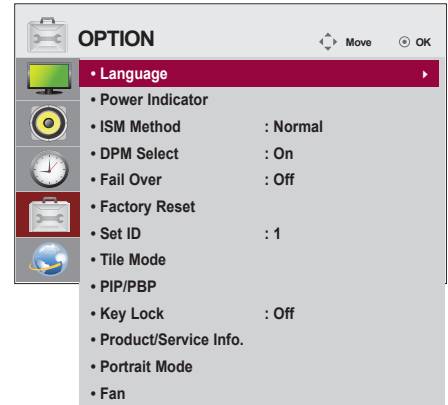 OPTION Move OK
• Language
• Power Indicator
• ISM Method : Normal
• DPM Select : On
• Fail Over : Off
• Factory Reset
• Set ID : 1
• Tile Mode
• PIP/PBP
• Key Lock : Off
• Product/Service Info.
• Portrait Mode
• Fan